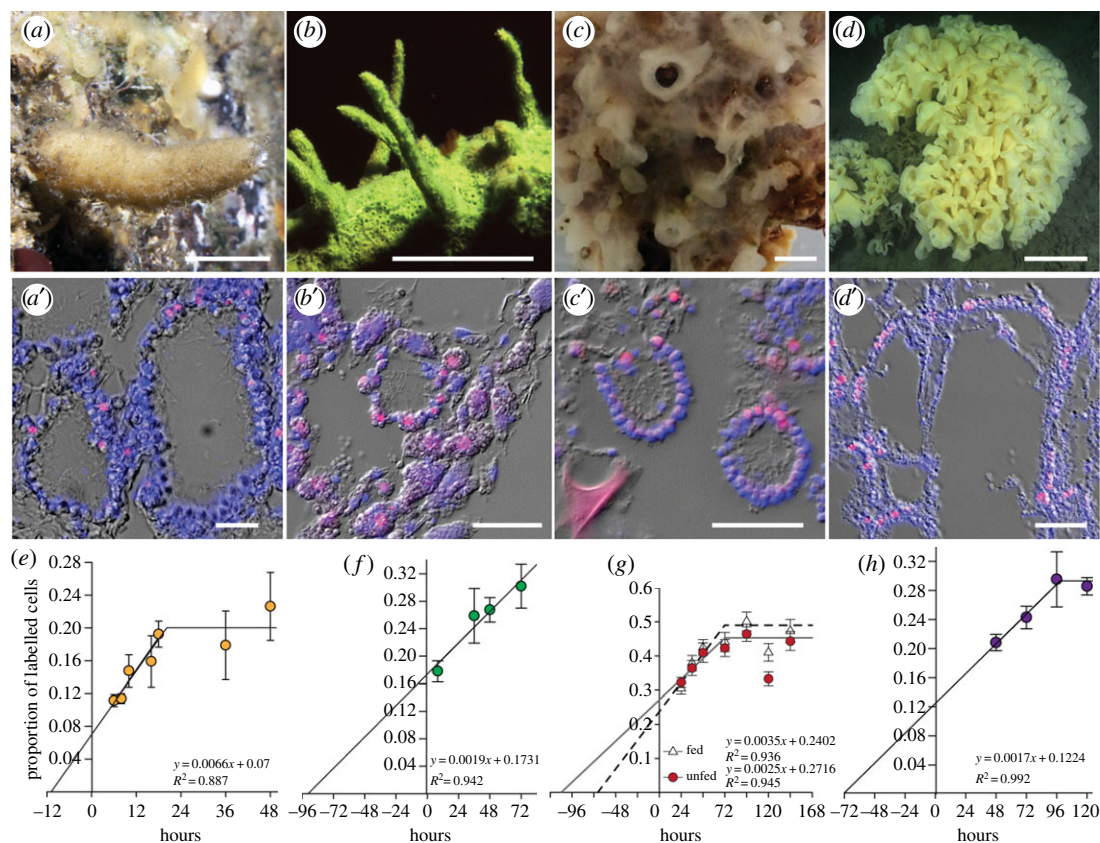 (a) (b) (c) (d)
(a′) (b′) (c′) (d′)
(e) (f) (g) (h)
proportion of labelled cells
0.28
0.24
0.20
0.16
0.12
0.08
0.04
y = 0.0066x + 0.07
R² = 0.887
−12 0 12 24 36 48
hours
0.32
0.28
0.24
0.20
0.16
0.12
0.08
0.04
y = 0.0019x + 0.1731
R² = 0.942
−96 −72 −48 −24 0 24 48 72
hours
0.6
0.5
0.4
0.3
0.2
0.1
fed
unfed
y = 0.0035x + 0.2402
R² = 0.936
y = 0.0025x + 0.2716
R² = 0.945
−96 −72 −48 0 24 48 72 120 168
hours
0.32
0.28
0.24
0.20
0.16
0.12
0.08
0.04
y = 0.0017x + 0.1224
R² = 0.992
−72 −48 −24 0 24 48 72 96 120
hours